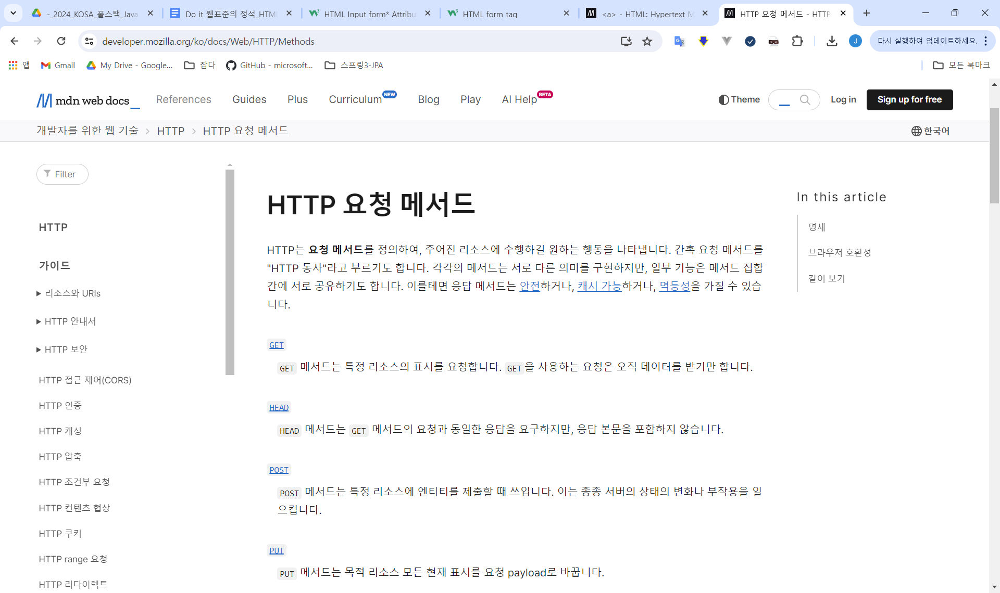 -_2024_KOSA_풀스택_Java
Do it 웹표준의 정석_HTML
HTML Input form* Attribu
HTML form tag
<a> - HTML: Hypertext M
HTTP 요청 메서드 - HTTP
developer.mozilla.org/ko/docs/Web/HTTP/Methods
J
다시 실행하여 업데이트하세요.
앱
Gmail
My Drive - Google...
잡다
GitHub - microsoft...
스프링3-JPA
모든 북마크
mdn web docs_
References
Guides
Plus
Curriculum NEW
Blog
Play
AI Help BETA
Theme
Log in
Sign up for free
개발자를 위한 웹 기술 > HTTP > HTTP 요청 메서드
한국어
Filter
HTTP
가이드
리소스와 URIs
HTTP 안내서
HTTP 보안
HTTP 접근 제어(CORS)
HTTP 인증
HTTP 캐싱
HTTP 압축
HTTP 조건부 요청
HTTP 컨텐츠 협상
HTTP 쿠키
HTTP range 요청
HTTP 리다이렉트
HTTP 요청 메서드
HTTP는 요청 메서드를 정의하여, 주어진 리소스에 수행하길 원하는 행동을 나타냅니다. 간혹 요청 메서드를
"HTTP 동사"라고 부르기도 합니다. 각각의 메서드는 서로 다른 의미를 구현하지만, 일부 기능은 메서드 집합
간에 서로 공유하기도 합니다. 이를테면 응답 메서드는 안전하거나, 캐시 가능하거나, 멱등성을 가질 수 있습
니다.
GET
GET 메서드는 특정 리소스의 표시를 요청합니다. GET을 사용하는 요청은 오직 데이터를 받기만 합니다.
HEAD
HEAD 메서드는 GET 메서드의 요청과 동일한 응답을 요구하지만, 응답 본문을 포함하지 않습니다.
POST
POST 메서드는 특정 리소스에 엔티티를 제출할 때 쓰입니다. 이는 종종 서버의 상태의 변화나 부작용을 일
으킵니다.
PUT
PUT 메서드는 목적 리소스 모든 현재 표시를 요청 payload로 바꿉니다.
In this article
명세
브라우저 호환성
같이 보기